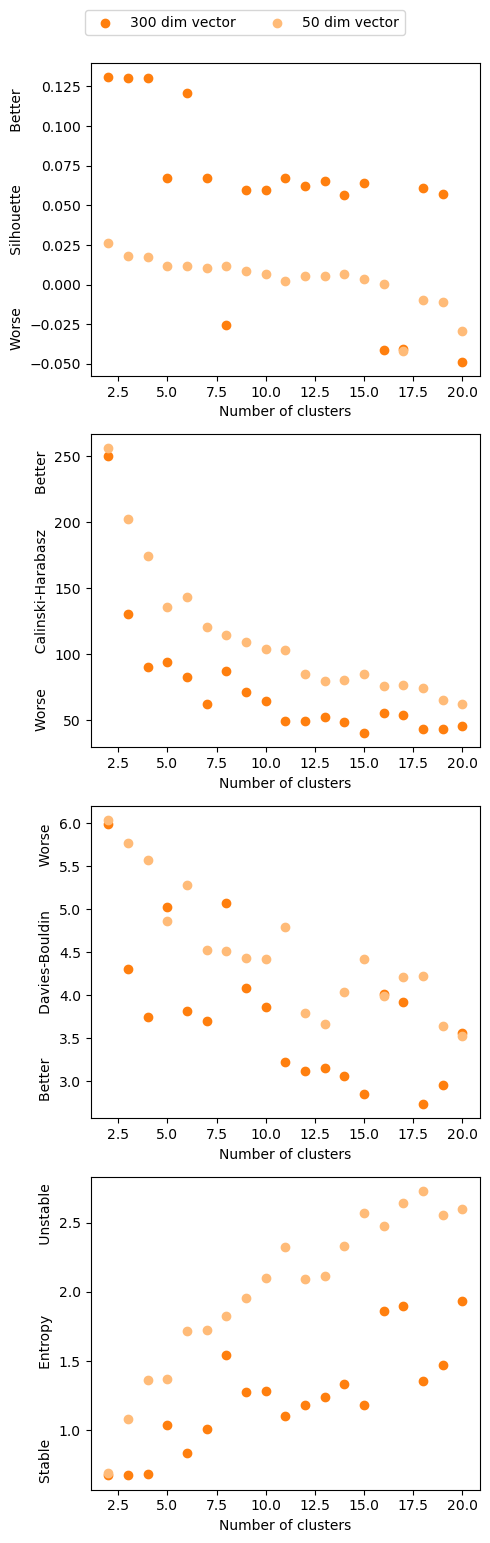 300 dim vector 50 dim vector
Worse Silhouette Better
0.125
0.100
0.075
0.050
0.025
0.000
−0.025
−0.050
2.5 5.0 7.5 10.0 12.5 15.0 17.5 20.0
Number of clusters
Worse Calinski-Harabasz Better
250
200
150
100
50
2.5 5.0 7.5 10.0 12.5 15.0 17.5 20.0
Number of clusters
Better Davies-Bouldin Worse
6.0
5.5
5.0
4.5
4.0
3.5
3.0
2.5 5.0 7.5 10.0 12.5 15.0 17.5 20.0
Number of clusters
Stable Entropy Unstable
2.5
2.0
1.5
1.0
2.5 5.0 7.5 10.0 12.5 15.0 17.5 20.0
Number of clusters